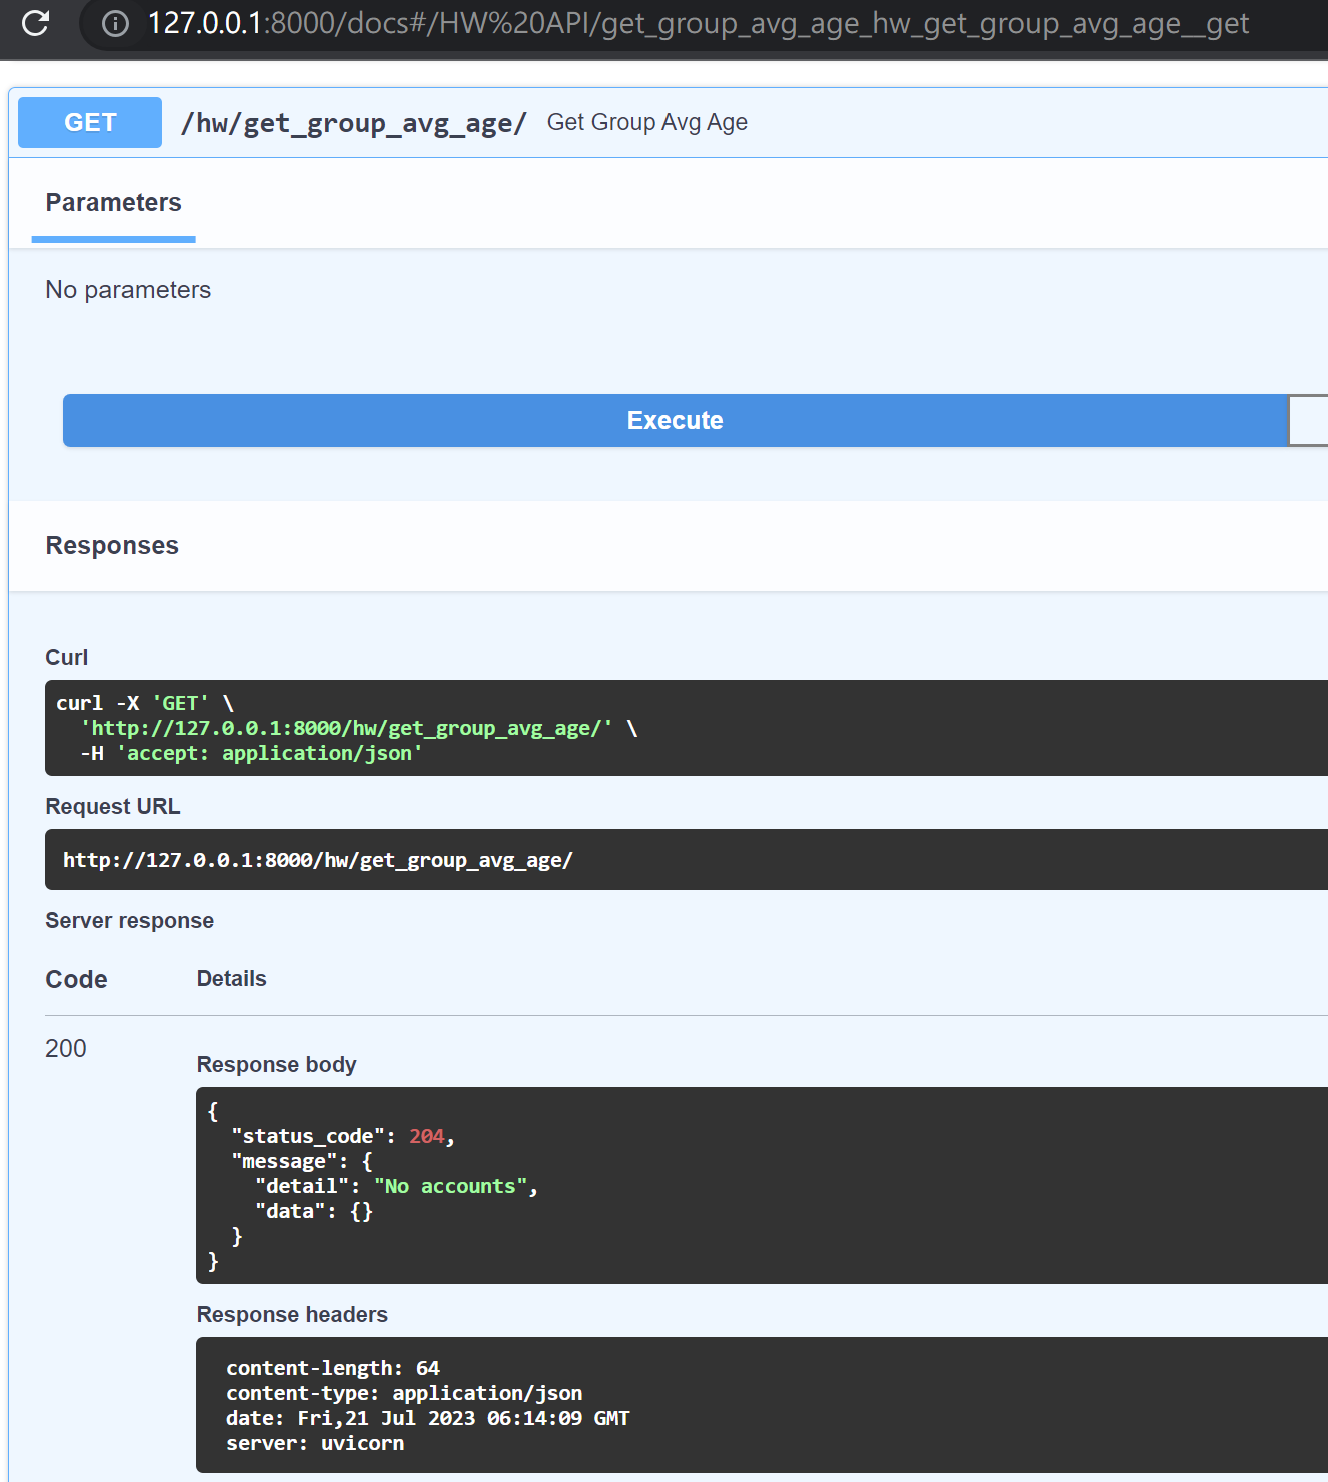 127.0.0.1:8000/docs#/HW%20API/get_group_avg_age_hw_get_group_avg_age__get
GET /hw/get_group_avg_age/ Get Group Avg Age
Parameters
No parameters
Execute
Responses
Curl
curl -X 'GET' \
  'http://127.0.0.1:8000/hw/get_group_avg_age/' \
  -H 'accept: application/json'
Request URL
http://127.0.0.1:8000/hw/get_group_avg_age/
Server response
Code Details
200
Response body
{
  "status_code": 204,
  "message": {
    "detail": "No accounts",
    "data": {}
  }
}
Response headers
content-length: 64
content-type: application/json
date: Fri,21 Jul 2023 06:14:09 GMT
server: uvicorn